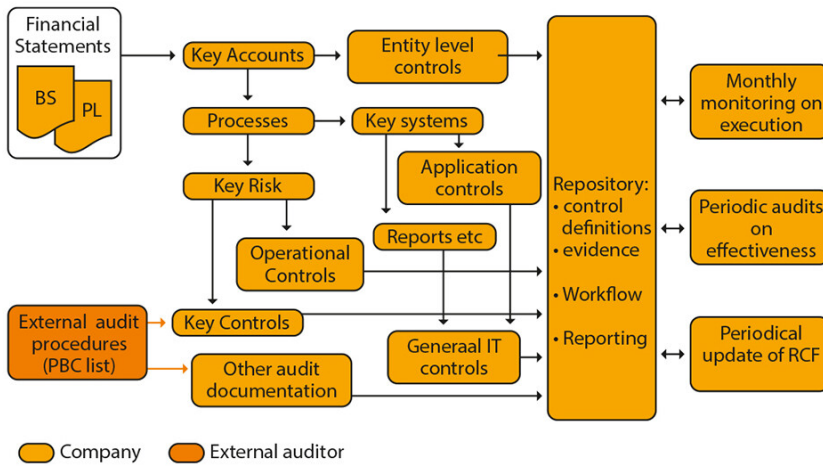 Financial
Statements
BS
PL
Key Accounts
Entity level
controls
Processes
Key systems
Key Risk
Application
controls
Operational
Controls
Reports etc
External audit
procedures
(PBC list)
Key Controls
Generaal IT
controls
Other audit
documentation
Repository:
• control
definitions
• evidence
• Workflow
• Reporting
Monthly
monitoring on
execution
Periodic audits
on
effectiveness
Periodical
update of RCF
Company
External auditor